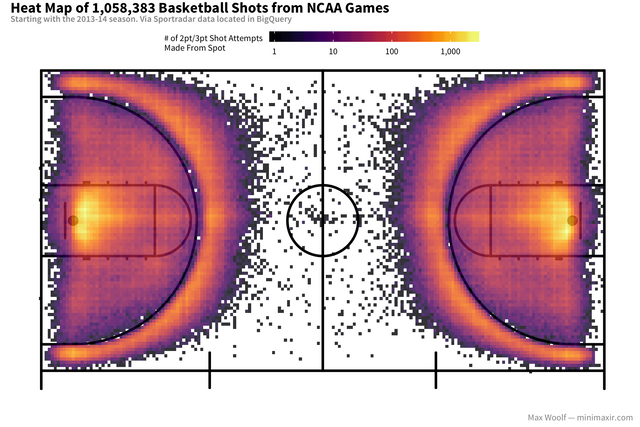 Heat Map of 1,058,383 Basketball Shots from NCAA Games
Starting with the 2013-14 season. Via Sportradar data located in BigQuery
# of 2pt/3pt Shot Attempts
Made From Spot
1 10 100 1,000
Max Woolf — minimaxir.com